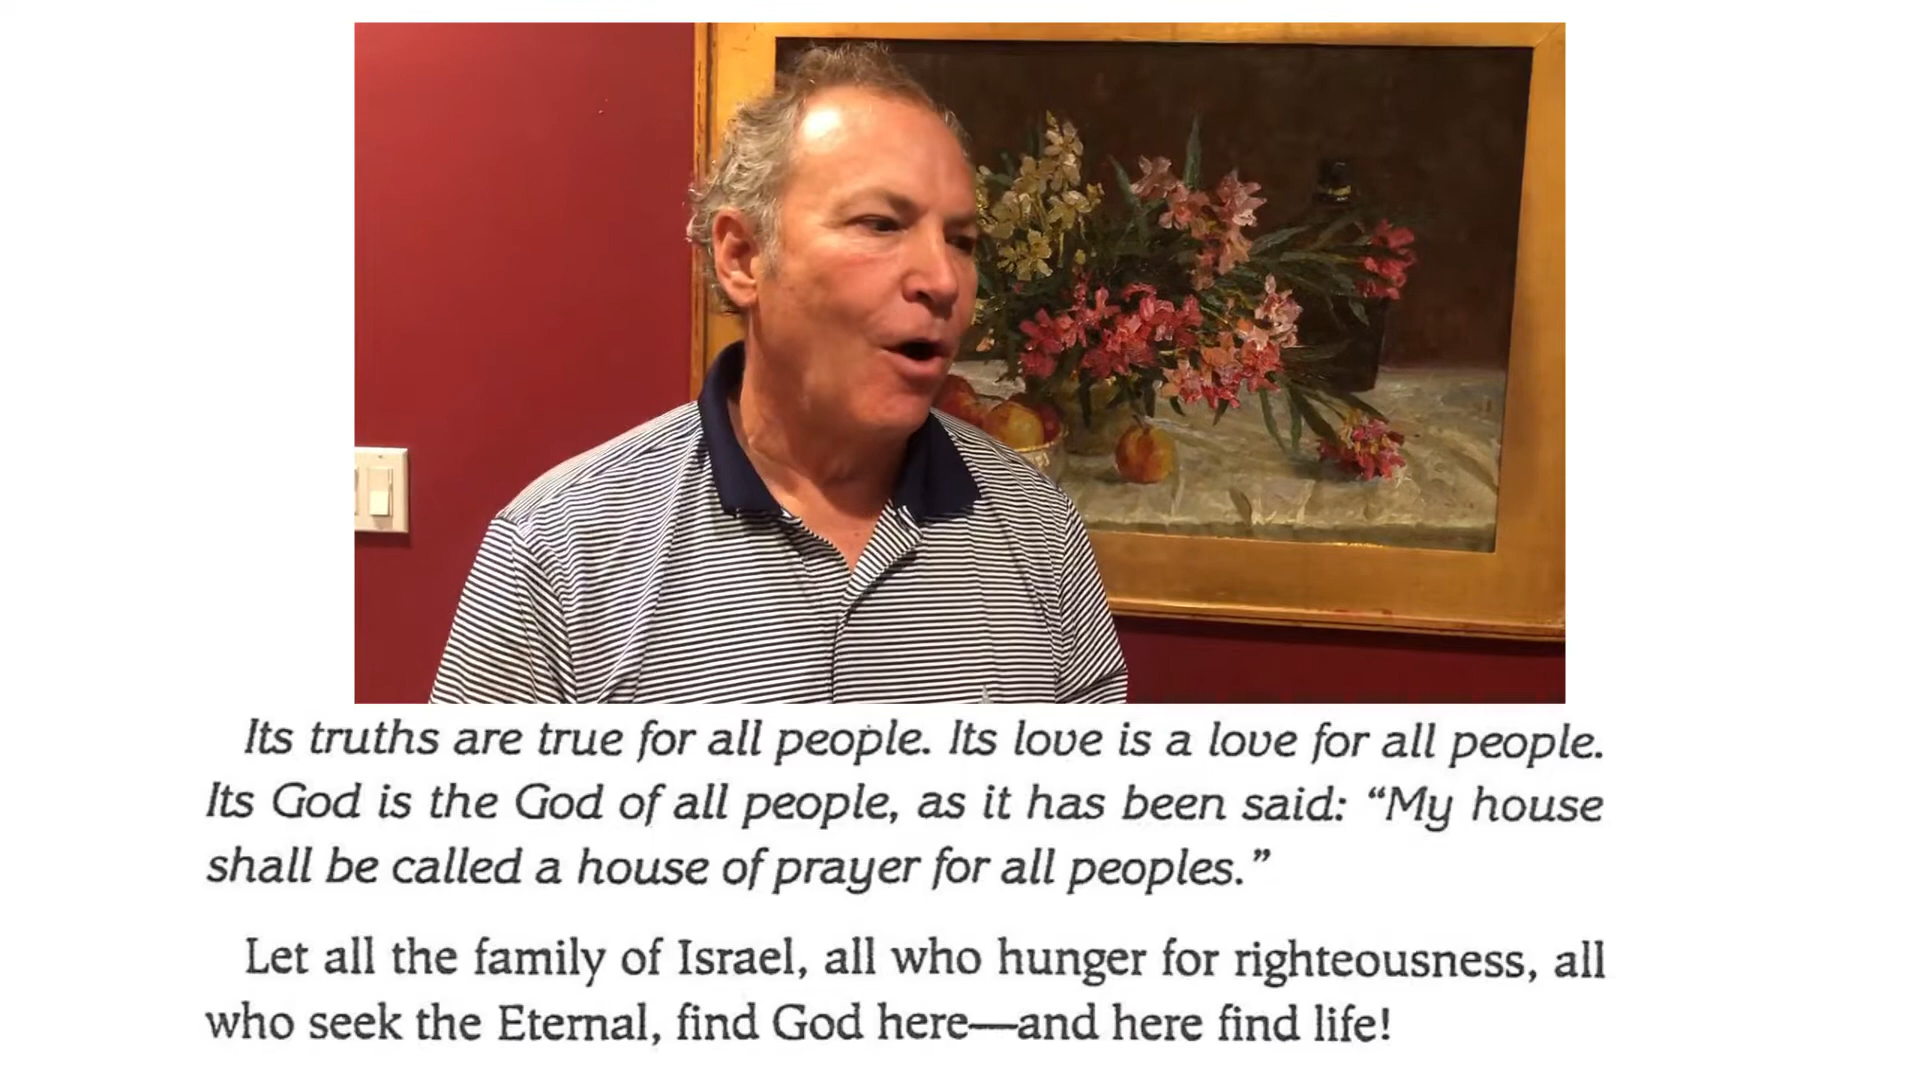 Its truths are true for all people. Its love is a love for all people.
Its God is the God of all people, as it has been said: “My house
shall be called a house of prayer for all peoples.”
Let all the family of Israel, all who hunger for righteousness, all
who seek the Eternal, find God here—and here find life!